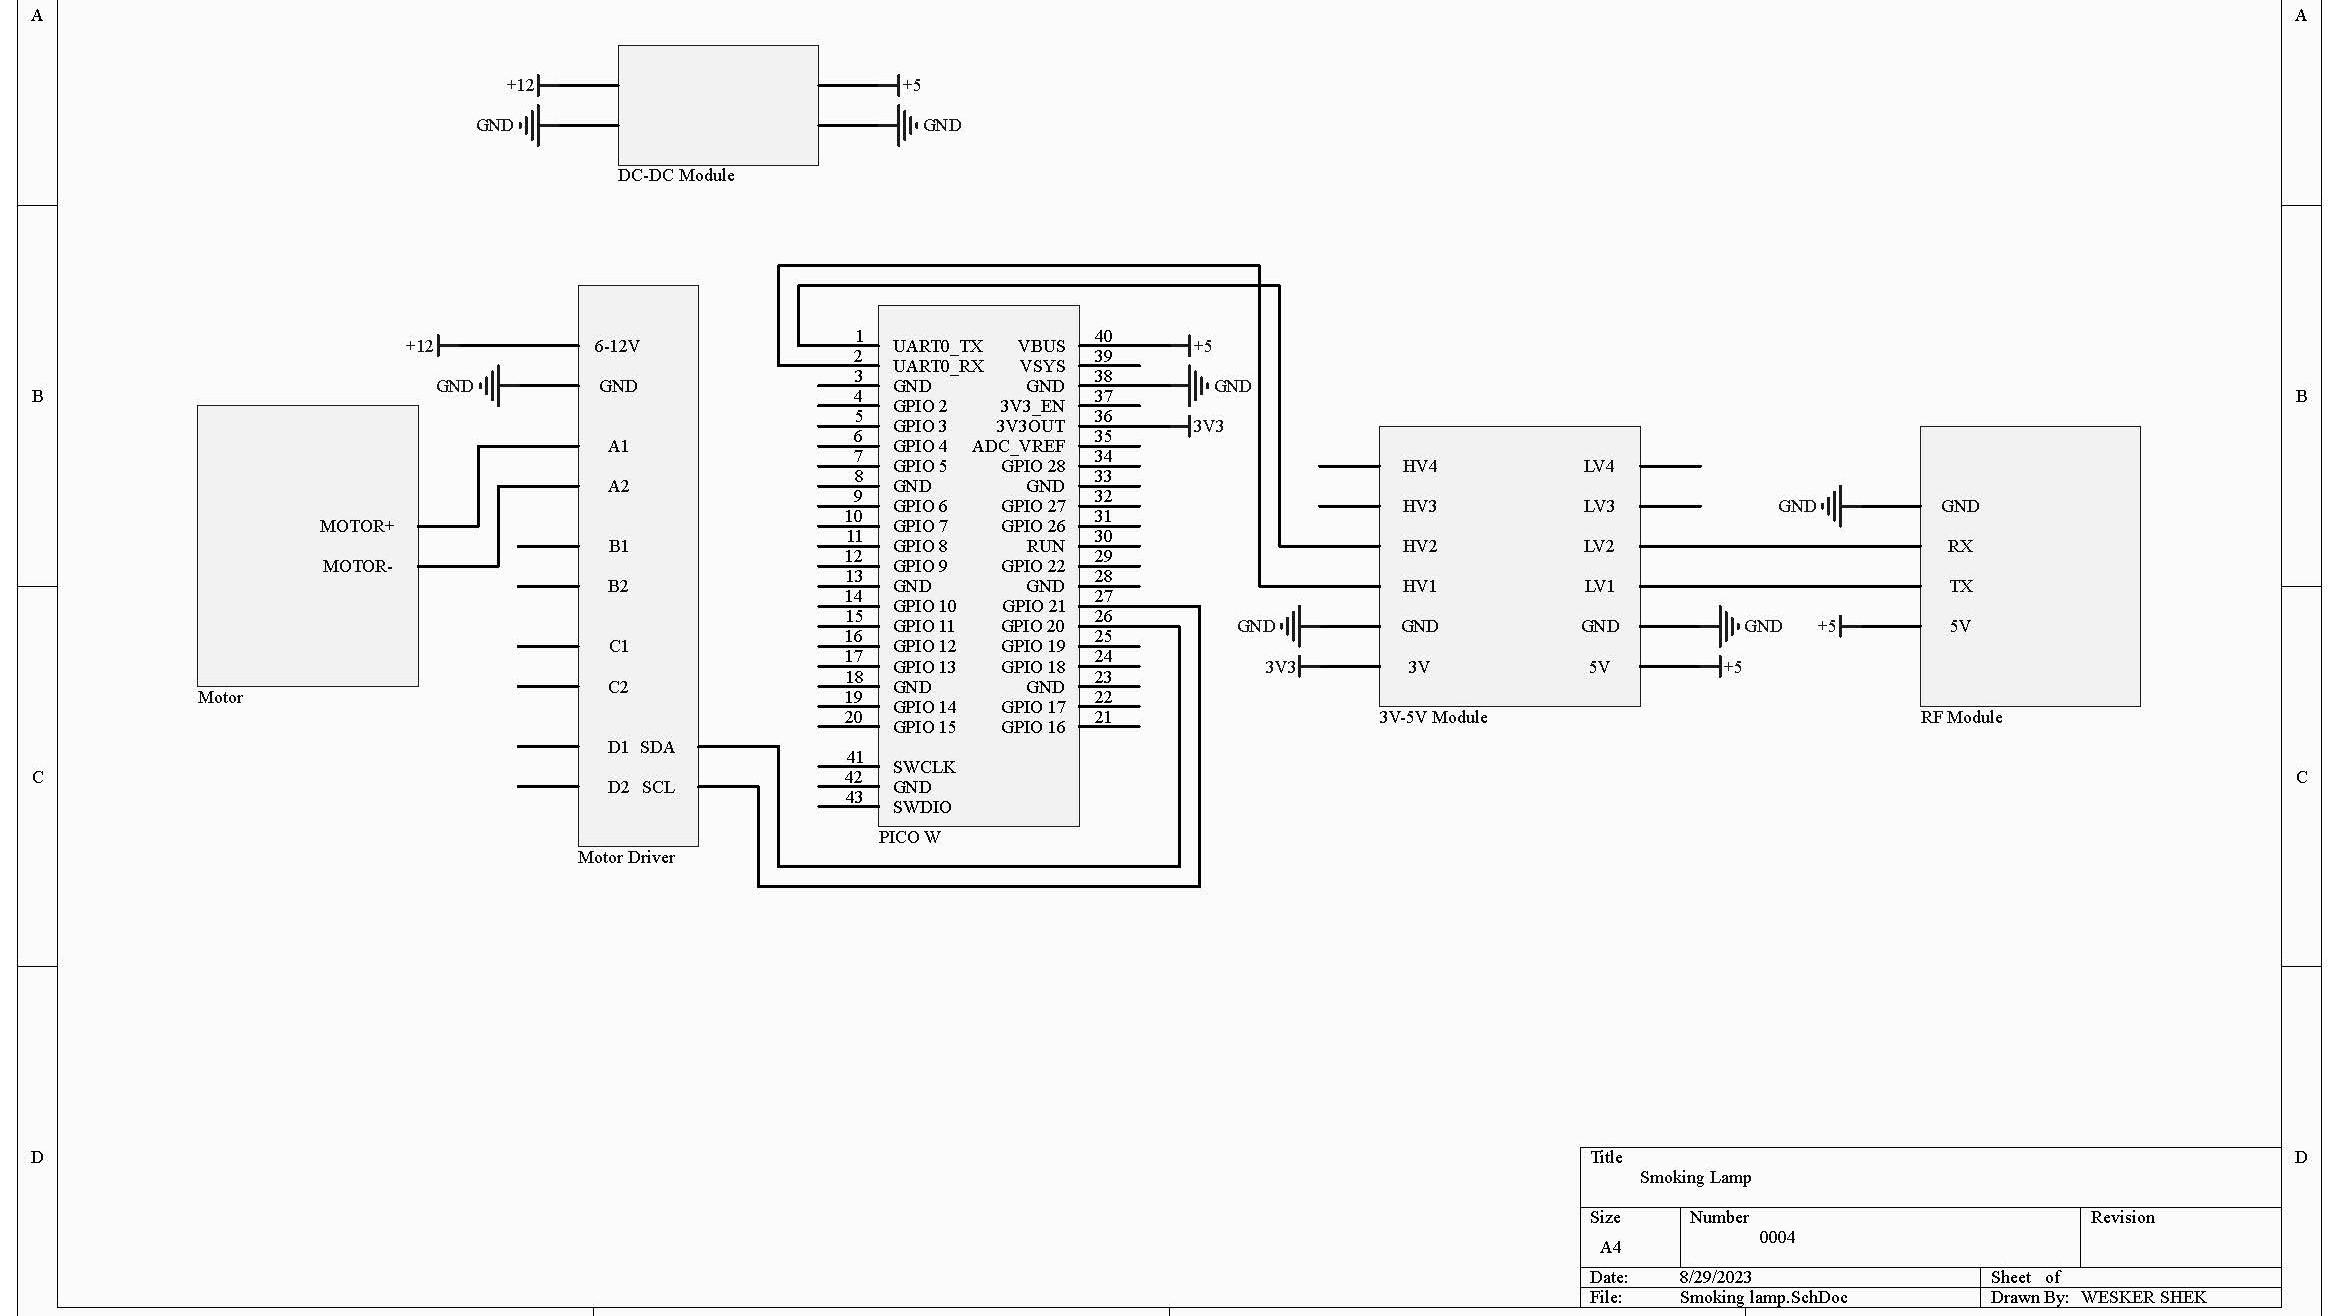 A
A
+12
+5
GND
GND
DC-DC Module
B
B
+12
6-12V
GND
GND
A1
A2
B1
B2
C1
C2
D1 SDA
D2 SCL
Motor Driver
MOTOR+
MOTOR-
Motor
1 UART0_TX VBUS 40 +5
2 UART0_RX VSYS 39
3 GND GND 38 GND
4 GPIO 2 3V3_EN 37
5 GPIO 3 3V3OUT 36 3V3
6 GPIO 4 ADC_VREF 35
7 GPIO 5 GPIO 28 34
8 GND GND 33
9 GPIO 6 GPIO 27 32
10 GPIO 7 GPIO 26 31
11 GPIO 8 RUN 30
12 GPIO 9 GPIO 22 29
13 GND GND 28
14 GPIO 10 GPIO 21 27
15 GPIO 11 GPIO 20 26
16 GPIO 12 GPIO 19 25
17 GPIO 13 GPIO 18 24
18 GND GND 23
19 GPIO 14 GPIO 17 22
20 GPIO 15 GPIO 16 21
41 SWCLK
42 GND
43 SWDIO
PICO W
HV4 LV4
HV3 LV3
HV2 LV2
HV1 LV1
GND GND GND GND
3V3 3V 5V +5
3V-5V Module
GND GND
RX
TX
+5 5V
RF Module
C
C
D
D
Title
Smoking Lamp
Size
A4
Number
0004
Revision
Date: 8/29/2023
Sheet of
File: Smoking lamp.SchDoc
Drawn By: WESKER SHEK